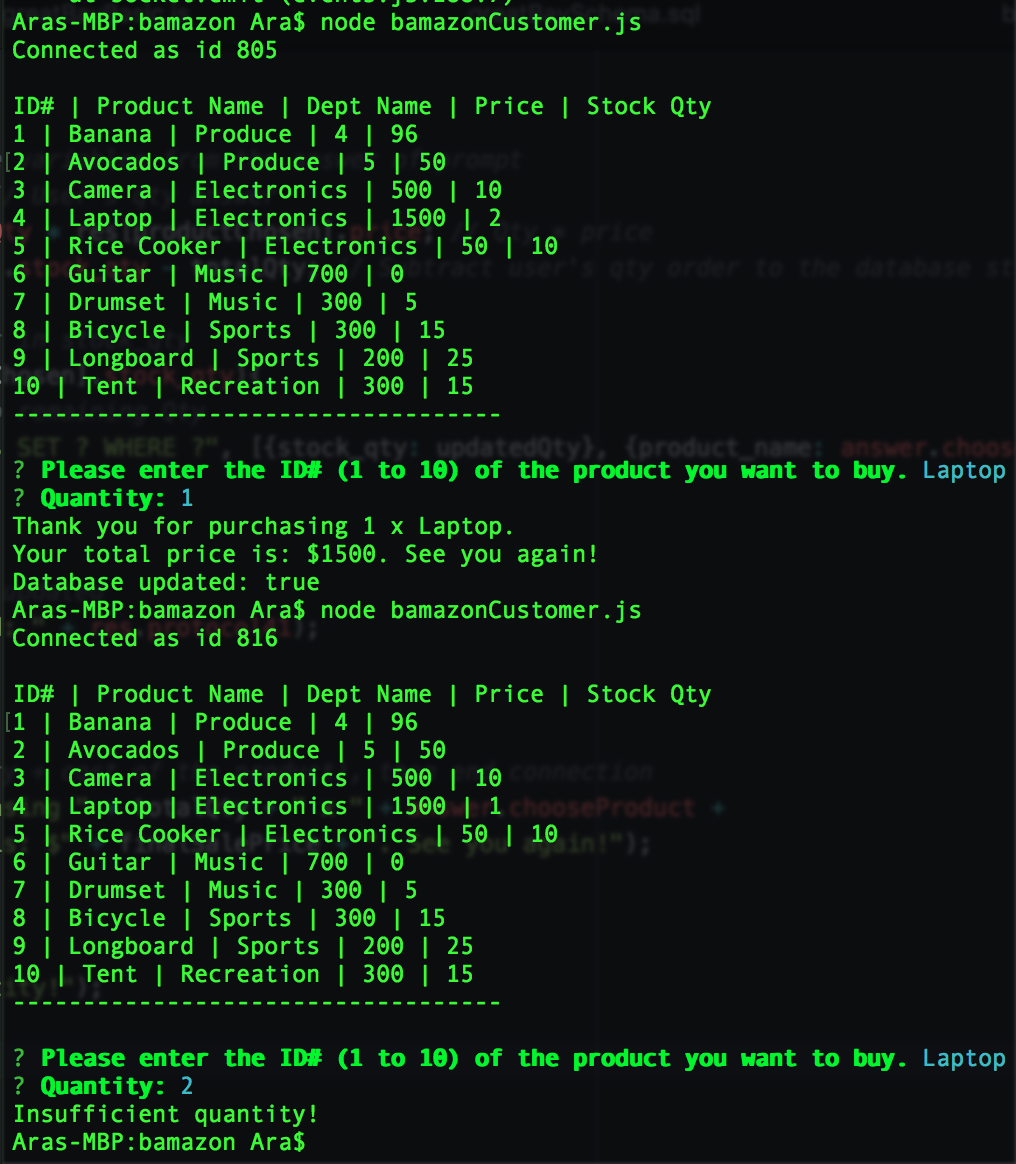 Aras-MBP:bamazon Ara$ node bamazonCustomer.js
Connected as id 805
ID# | Product Name | Dept Name | Price | Stock Qty
1 | Banana | Produce | 4 | 96
2 | Avocados | Produce | 5 | 50
3 | Camera | Electronics | 500 | 10
4 | Laptop | Electronics | 1500 | 2
5 | Rice Cooker | Electronics | 50 | 10
6 | Guitar | Music | 700 | 0
7 | Drumset | Music | 300 | 5
8 | Bicycle | Sports | 300 | 15
9 | Longboard | Sports | 200 | 25
10 | Tent | Recreation | 300 | 15
-----------------------------------
? Please enter the ID# (1 to 10) of the product you want to buy. Laptop
? Quantity: 1
Thank you for purchasing 1 x Laptop.
Your total price is: $1500. See you again!
Database updated: true
Aras-MBP:bamazon Ara$ node bamazonCustomer.js
Connected as id 816
ID# | Product Name | Dept Name | Price | Stock Qty
1 | Banana | Produce | 4 | 96
2 | Avocados | Produce | 5 | 50
3 | Camera | Electronics | 500 | 10
4 | Laptop | Electronics | 1500 | 1
5 | Rice Cooker | Electronics | 50 | 10
6 | Guitar | Music | 700 | 0
7 | Drumset | Music | 300 | 5
8 | Bicycle | Sports | 300 | 15
9 | Longboard | Sports | 200 | 25
10 | Tent | Recreation | 300 | 15
-----------------------------------
? Please enter the ID# (1 to 10) of the product you want to buy. Laptop
? Quantity: 2
Insufficient quantity!
Aras-MBP:bamazon Ara$